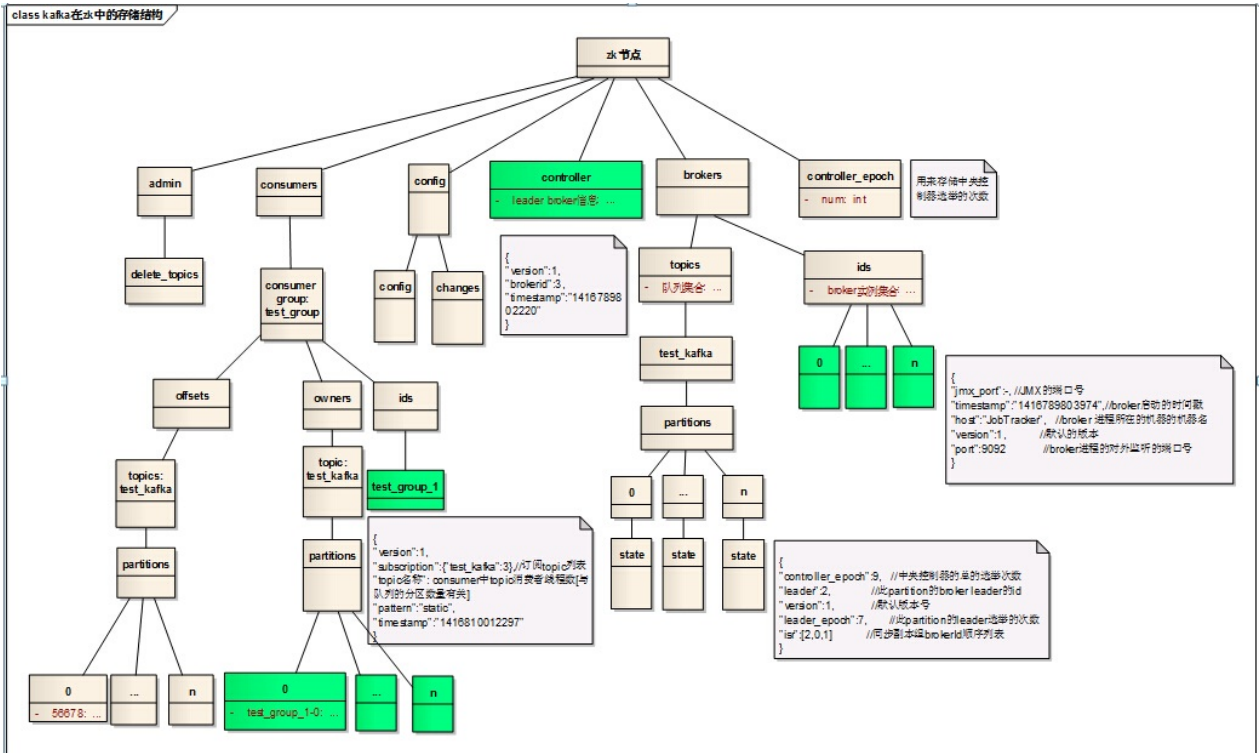 class kafka在zk中的存储结构
zk 节点
admin
consumers
config
controller
- leader broker信息: ...
brokers
controller_epoch
- num: int
用来存储中央控
制器选举的次数
delete_topics
consumer
group:
test_group
config
changes
{
"version":1,
"brokerid":3,
"timestamp":"14167898
02220"
}
topics
- 队列集合: ...
ids
- broker实例集合: ...
test_kafka
0
...
n
{
"jmx_port":-, //JMX的端口号
"timestamp":"1416789803974",//broker启动的时间戳
"host":"JobTracker", //broker 进程所在的机器的机器名
"version":1, //默认的版本
"port":9092 //broker进程的对外监听的端口号
}
offsets
owners
ids
partitions
topics:
test_kafka
topic:
test_kafka
test_group_1
0
...
n
partitions
partitions
{
"version":1,
"subscription":{"test_kafka":3},//订阅topic列表
"topic名称": consumer中topic消费者线程数[与
队列的分区数量有关]
"pattern":"static",
"timestamp":"1416810012297"
}
state
state
state
{
"controller_epoch":9, //中央控制器的总的选举次数
"leader":2, //此partition的broker leader的id
"version":1, //默认版本号
"leader_epoch":7, //此partition的leader选举的次数
"isr":[2,0,1] //同步副本组brokerId顺序列表
}
0
- 56678: ...
...
n
0
- test_group_1-0: ...
...
n